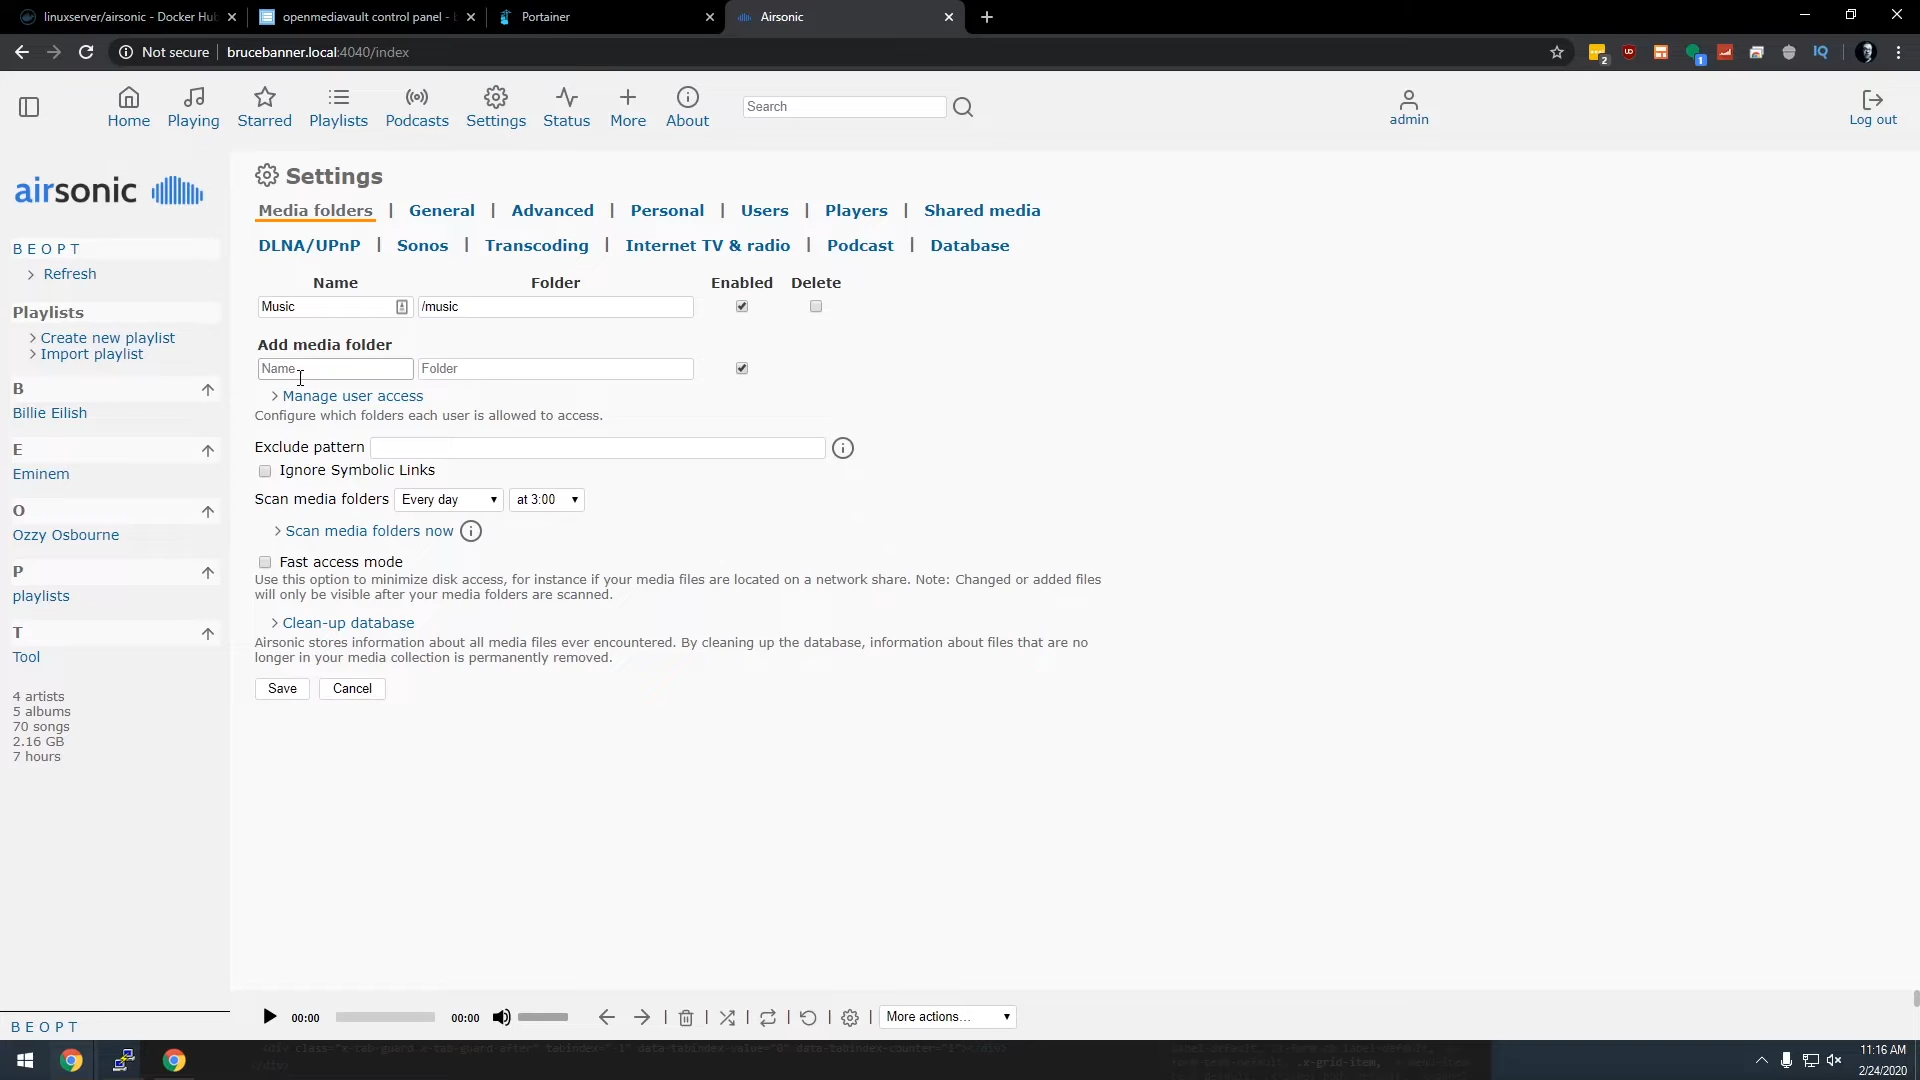 linuxserver/airsonic - Docker Hu
openmediavault control panel - b
Portainer
Airsonic
Not secure
brucebanner.local:4040/index
2
UD
1
IQ
Home
Playing
Starred
Playlists
Podcasts
Settings
Status
More
About
Search
admin
Log out
airsonic
B E O P T
Refresh
Playlists
Create new playlist
Import playlist
B
Billie Eilish
E
Eminem
O
Ozzy Osbourne
P
playlists
T
Tool
4 artists
5 albums
70 songs
2.16 GB
7 hours
B E O P T
Settings
Media folders | General | Advanced | Personal | Users | Players | Shared media
DLNA/UPnP | Sonos | Transcoding | Internet TV & radio | Podcast | Database
Name Folder Enabled Delete
Music /music
Add media folder
Name Folder
> Manage user access
Configure which folders each user is allowed to access.
Exclude pattern
Ignore Symbolic Links
Scan media folders Every day at 3:00
> Scan media folders now
Fast access mode
Use this option to minimize disk access, for instance if your media files are located on a network share. Note: Changed or added files
will only be visible after your media folders are scanned.
> Clean-up database
Airsonic stores information about all media files ever encountered. By cleaning up the database, information about files that are no
longer in your media collection is permanently removed.
Save Cancel
00:00 00:00 | | | | | | More actions...
11:16 AM
2/24/2020